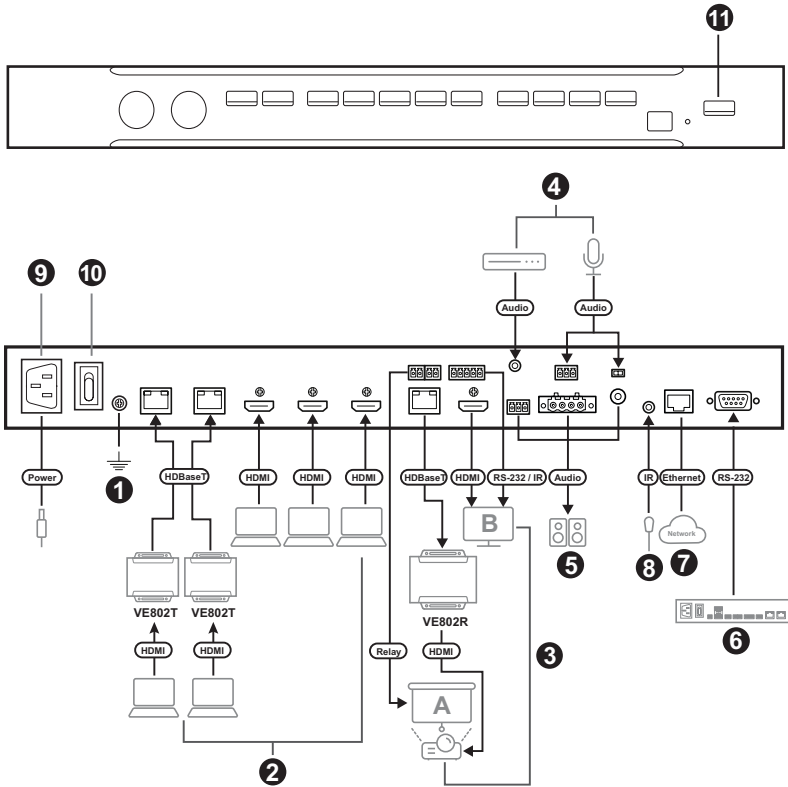 11
4
9
10
Audio
Audio
Power
1
HDBaseT
HDMI
HDMI
HDMI
HDBaseT
HDMI
RS-232 / IR
Audio
IR
Ethernet
RS-232
B
5
8
Network
7
6
VE802T
VE802T
VE802R
HDMI
HDMI
Relay
HDMI
3
A
2